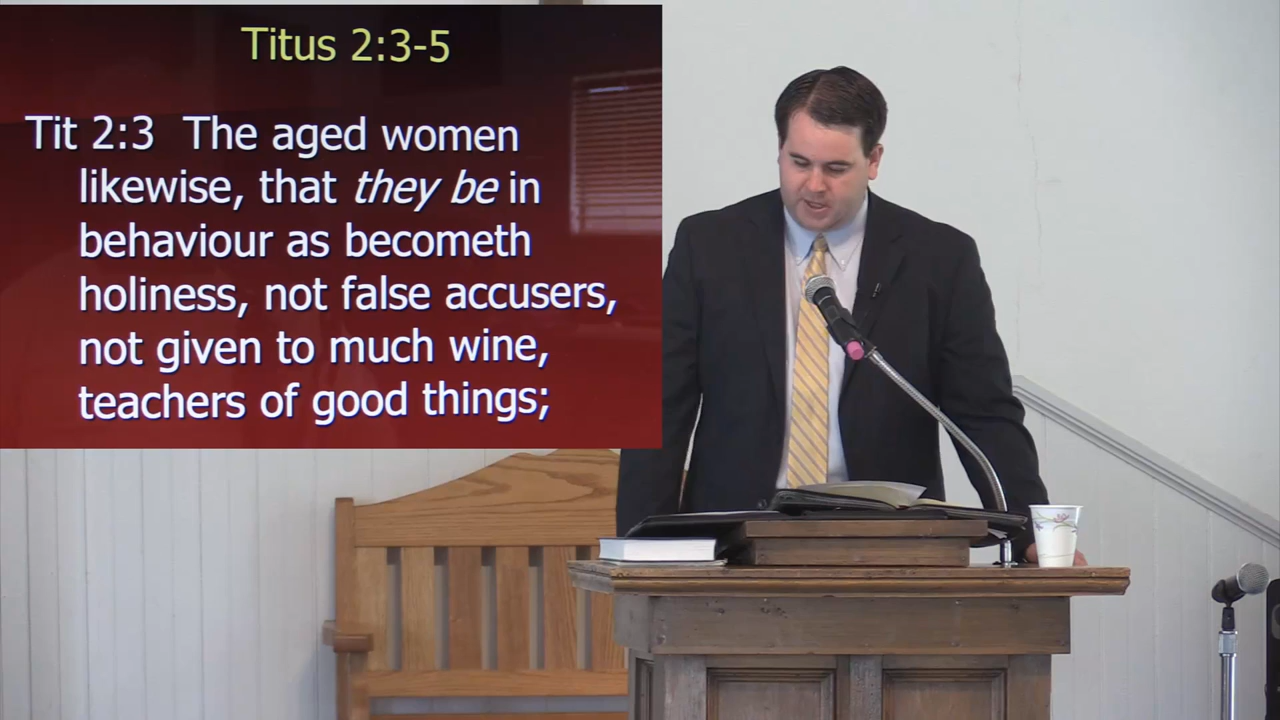 Titus 2:3-5
Tit 2:3 The aged women
likewise, that they be in
behaviour as becometh
holiness, not false accusers,
not given to much wine,
teachers of good things;